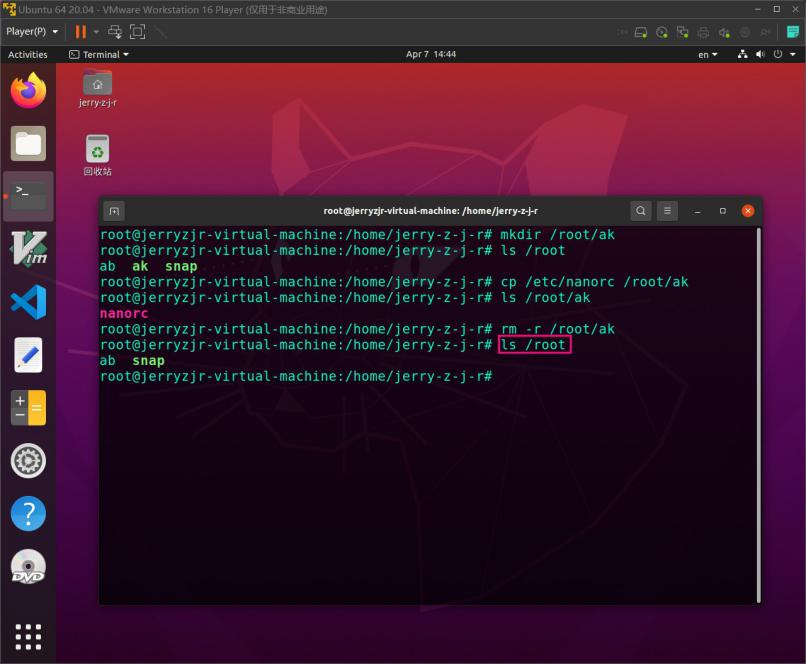 Ubuntu 64 20.04 - VMware Workstation 16 Player (仅用于非商业用途)
Player(P)
Activities
Terminal
Apr 7 14:44
en
jerry-z-j-r
回收站
root@jerryzjr-virtual-machine: /home/jerry-z-j-r
root@jerryzjr-virtual-machine:/home/jerry-z-j-r# mkdir /root/ak
root@jerryzjr-virtual-machine:/home/jerry-z-j-r# ls /root
ab  ak  snap
root@jerryzjr-virtual-machine:/home/jerry-z-j-r# cp /etc/nanorc /root/ak
root@jerryzjr-virtual-machine:/home/jerry-z-j-r# ls /root/ak
nanorc
root@jerryzjr-virtual-machine:/home/jerry-z-j-r# rm -r /root/ak
root@jerryzjr-virtual-machine:/home/jerry-z-j-r# ls /root
ab  snap
root@jerryzjr-virtual-machine:/home/jerry-z-j-r#
>_
Vim
DVD